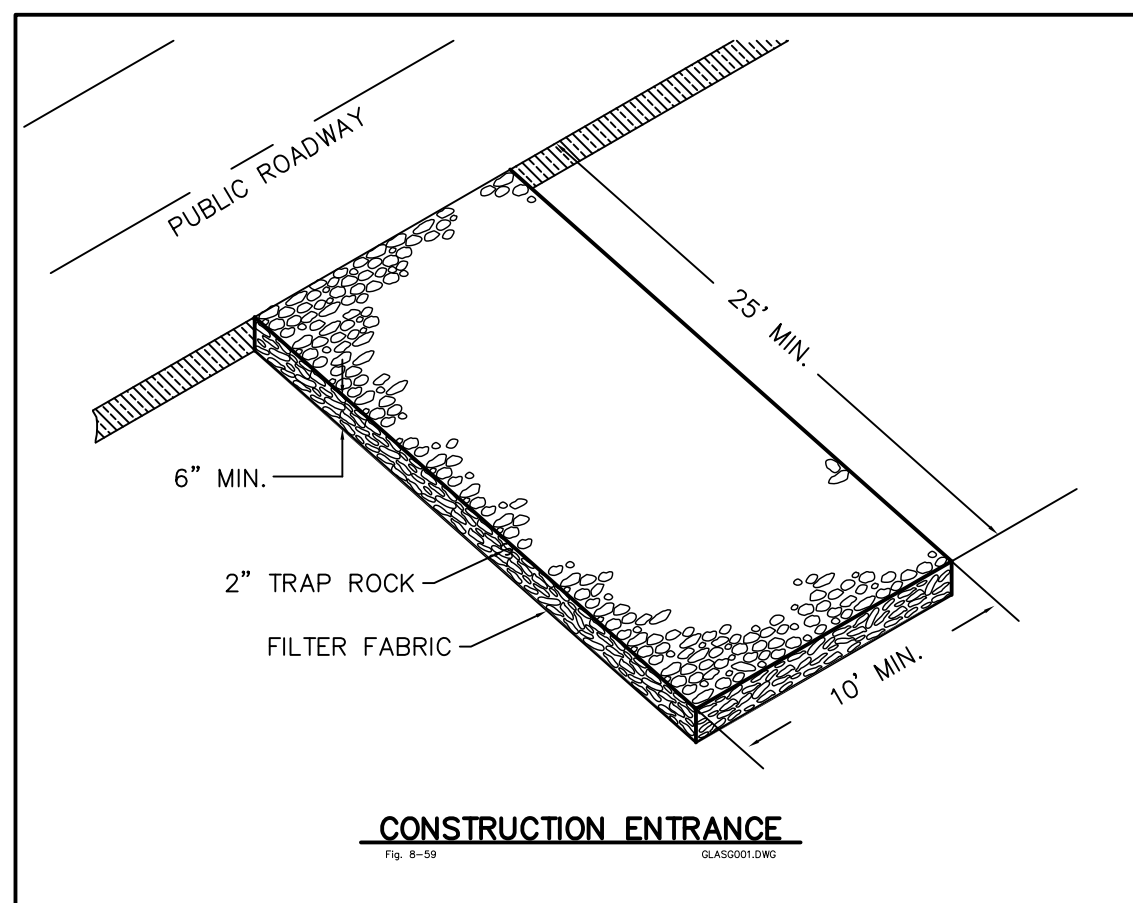 PUBLIC ROADWAY
25' MIN.
6" MIN.
2" TRAP ROCK
FILTER FABRIC
10' MIN.
CONSTRUCTION ENTRANCE
Fig. 8-59 GLASG001.DWG